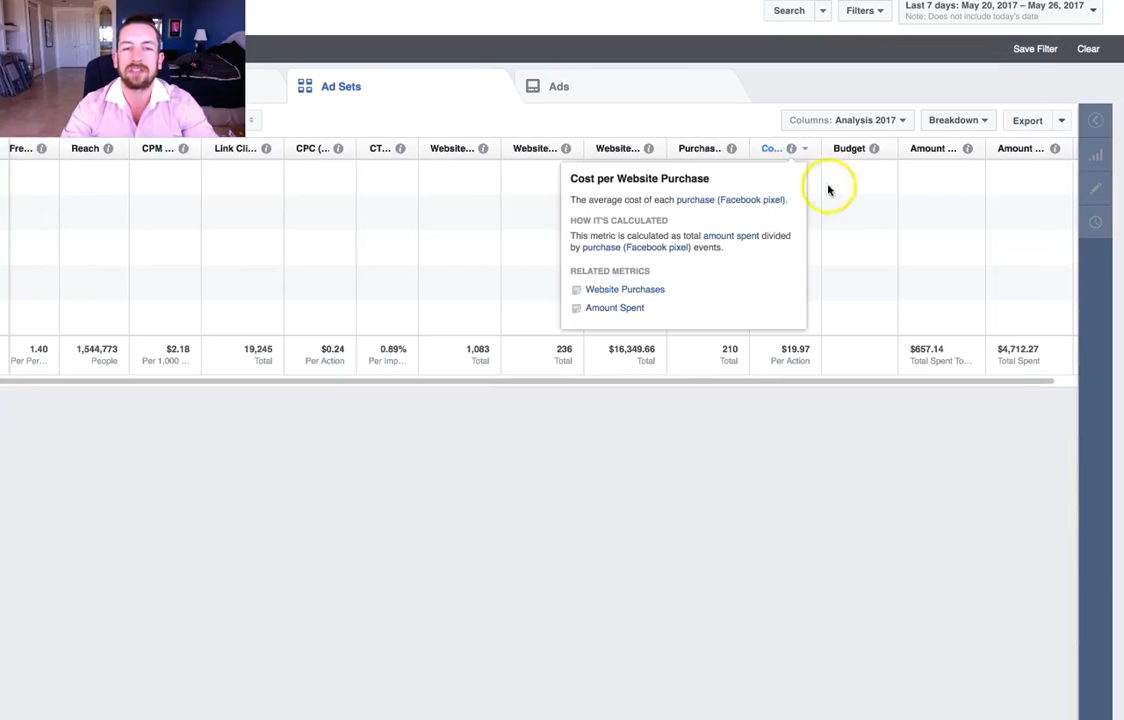 Search
Filters
Last 7 days: May 20, 2017 – May 26, 2017
Note: Does not include today's data
Save Filter
Clear
Ad Sets
Ads
Columns: Analysis 2017
Breakdown
Export
Fre... Reach CPM ... Link Cli... CPC (... CT... Website... Website... Website... Purchas.. Co... Budget Amount ... Amount ...
Cost per Website Purchase
The average cost of each purchase (Facebook pixel).
HOW IT'S CALCULATED
This metric is calculated as total amount spent divided
by purchase (Facebook pixel) events.
RELATED METRICS
Website Purchases
Amount Spent
1.40 1,544,773 $2.18 19,245 $0.24 0.89% 1,083 236 $16,349.66 210 $19.97 $657.14 $4,712.27
Per Per... People Per 1,000 ... Total Per Action Per Imp... Total Total Total Total Per Action Total Spent To... Total Spent